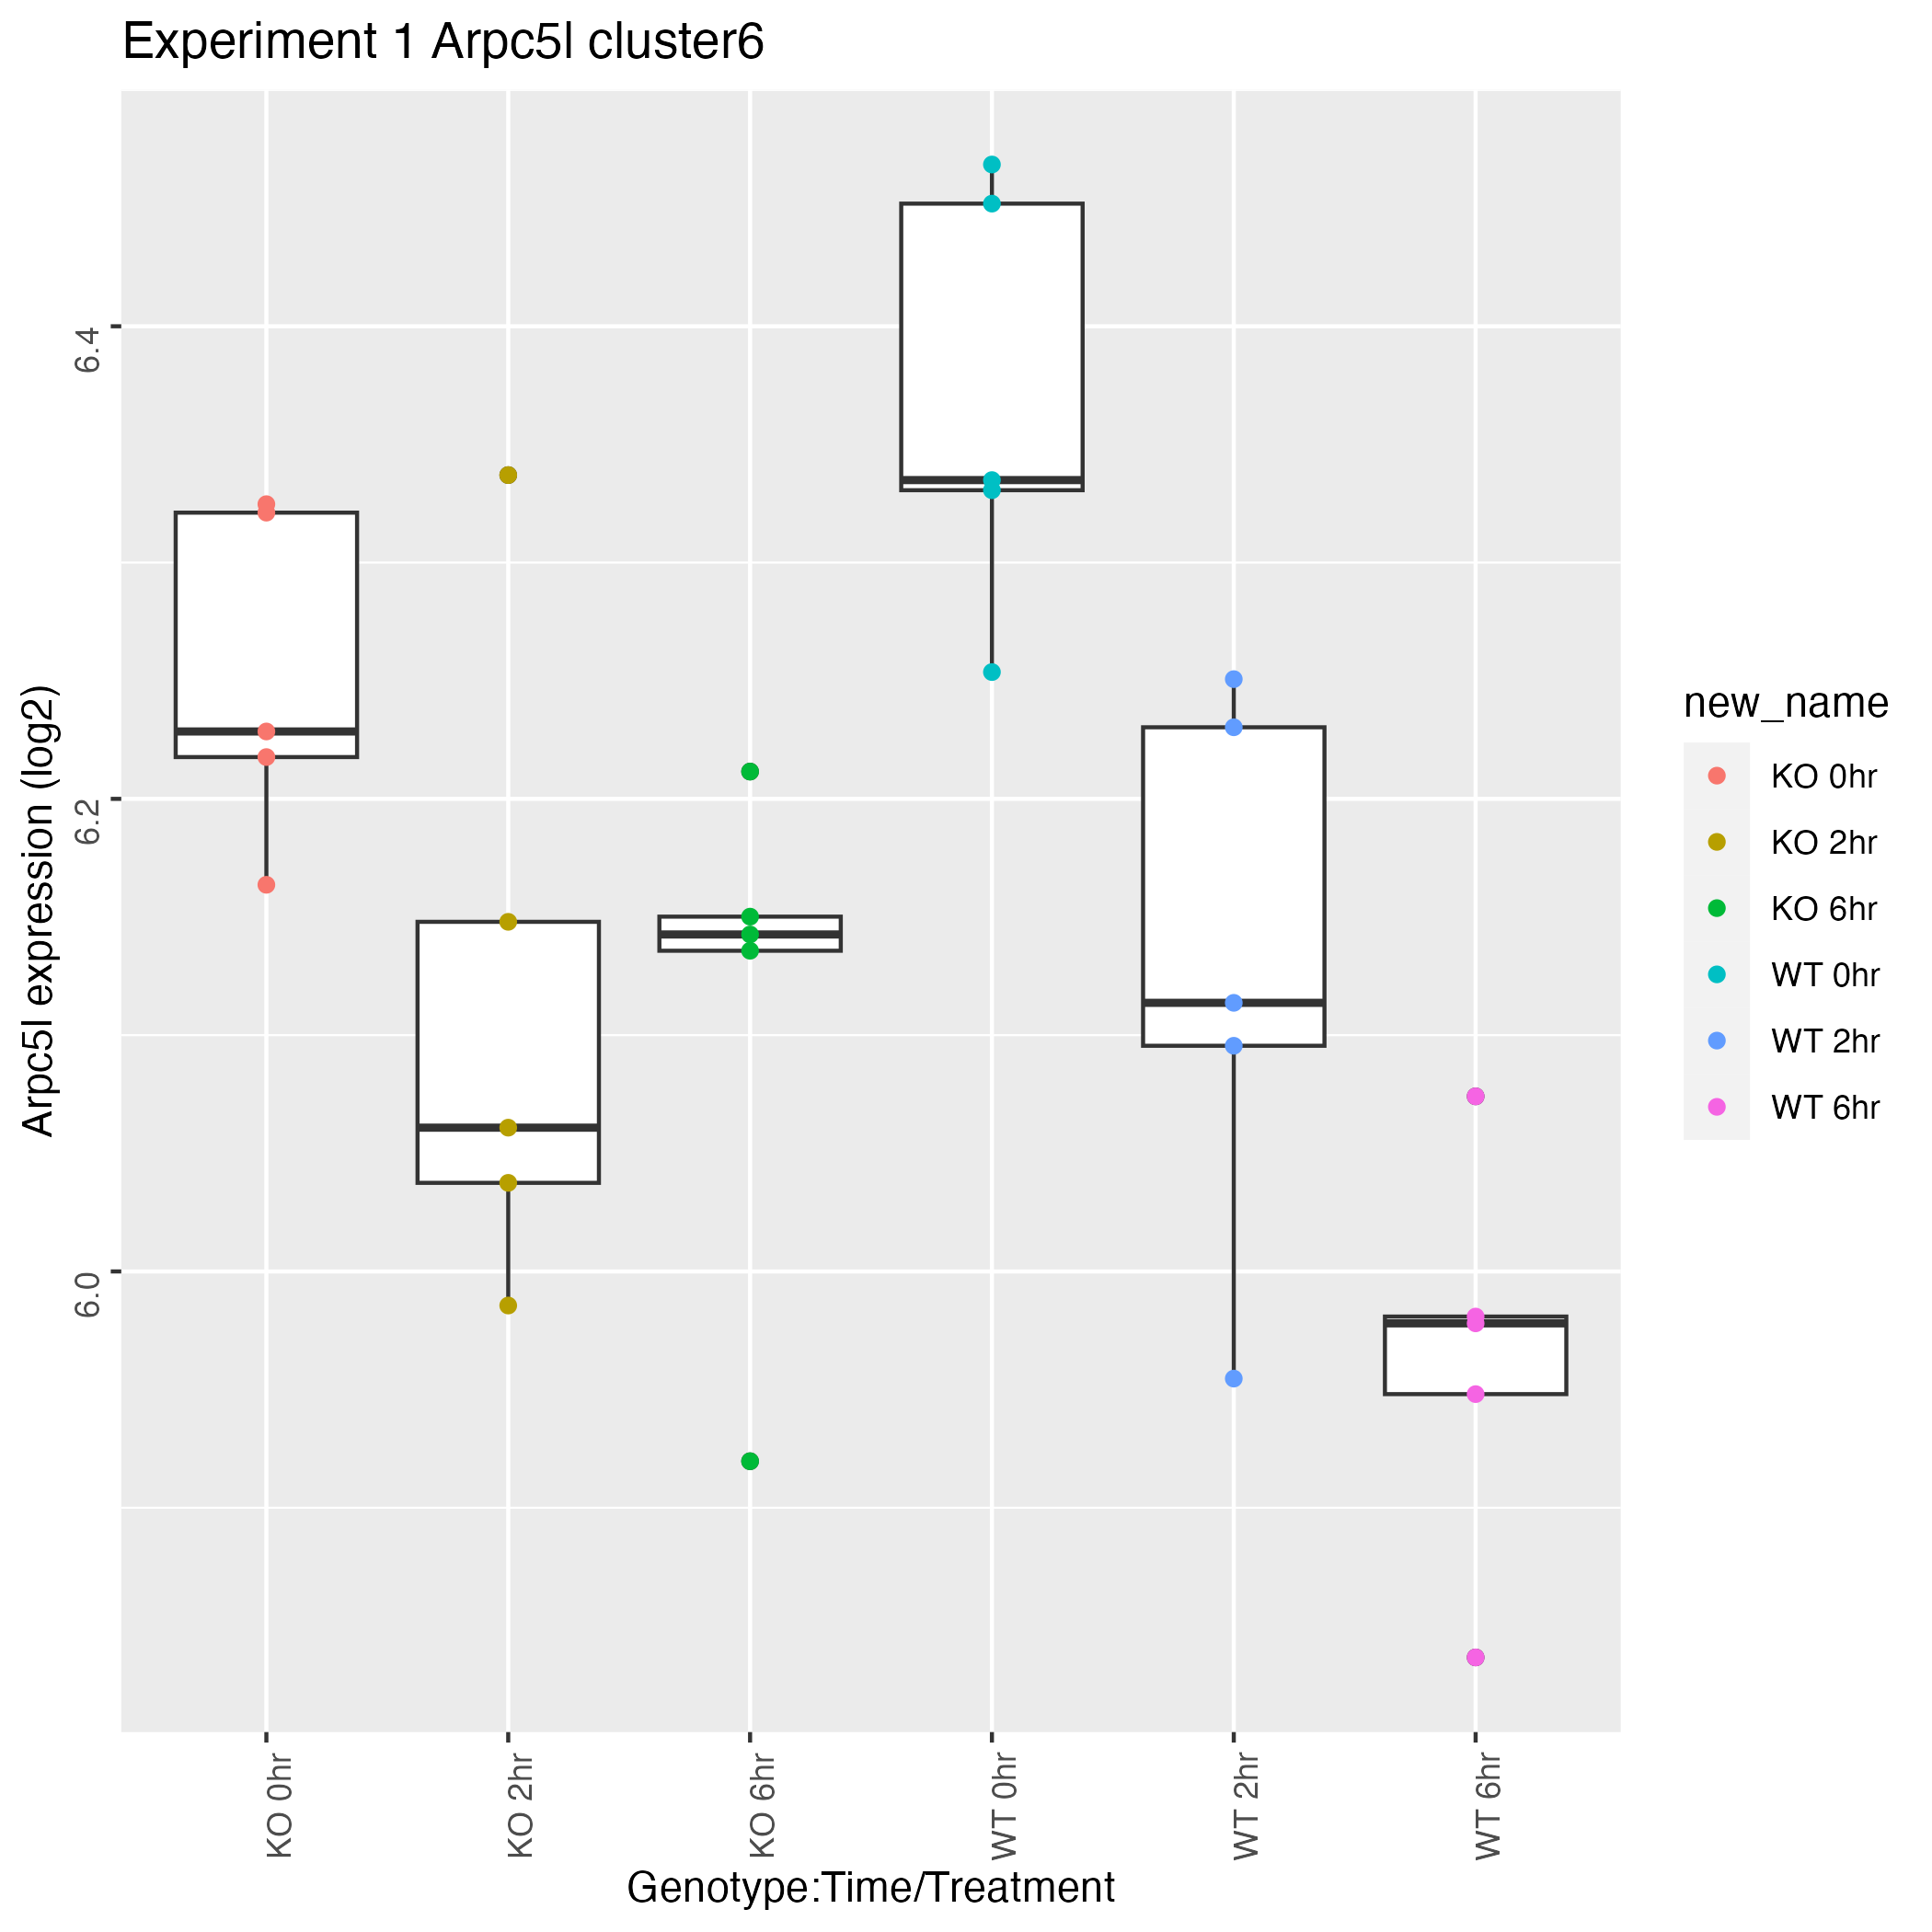 Experiment 1 Arpc5l cluster6
Arpc5l expression (log2)
6.4
6.2
6.0
KO 0hr
KO 2hr
KO 6hr
WT 0hr
WT 2hr
WT 6hr
Genotype:Time/Treatment
new_name
KO 0hr
KO 2hr
KO 6hr
WT 0hr
WT 2hr
WT 6hr